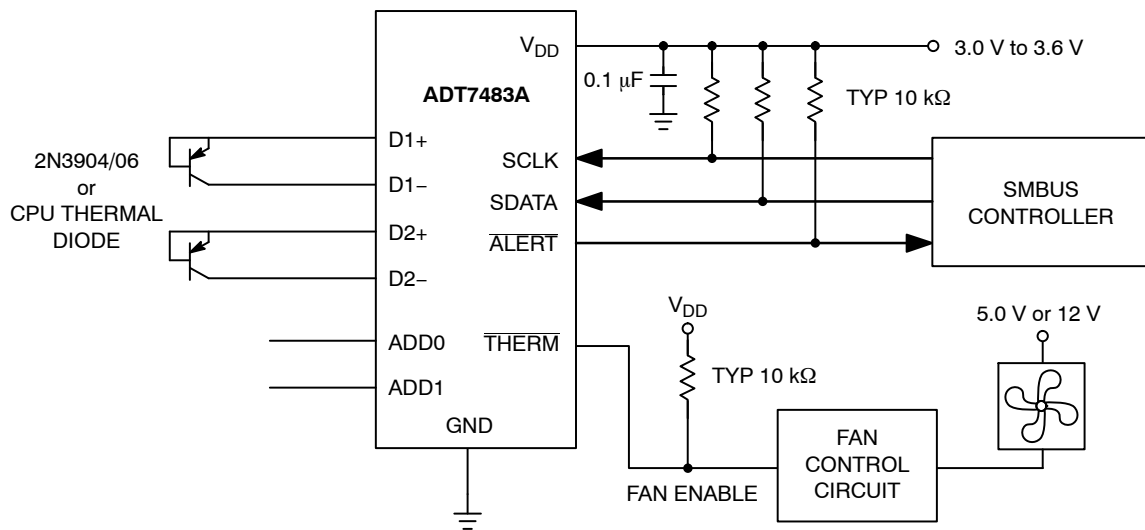 V_DD
3.0 V to 3.6 V
0.1 μF
ADT7483A
TYP 10 kΩ
D1+
2N3904/06
or
CPU THERMAL
DIODE
SCLK
D1−
SMBUS
CONTROLLER
SDATA
D2+
ALERT
D2−
V_DD
5.0 V or 12 V
ADD0
THERM
TYP 10 kΩ
ADD1
GND
FAN
CONTROL
CIRCUIT
FAN ENABLE